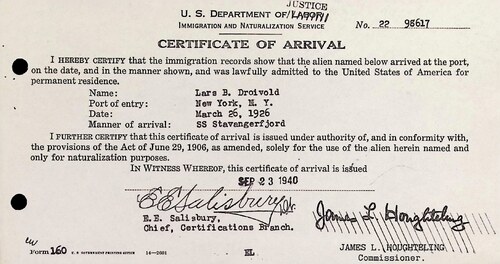 JUSTICE
U. S. DEPARTMENT OF LABOR
IMMIGRATION AND NATURALIZATION SERVICE
No. 22 98617
CERTIFICATE OF ARRIVAL
I HEREBY CERTIFY that the immigration records show that the alien named below arrived at the port,
on the date, and in the manner shown, and was lawfully admitted to the United States of America for
permanent residence.
Name: Lars B. Droivold
Port of entry: New York, N. Y.
Date: March 26, 1926
Manner of arrival: SS Stavangerfjord
I FURTHER CERTIFY that this certificate of arrival is issued under authority of, and in conformity with,
the provisions of the Act of June 29, 1906, as amended, solely for the use of the alien herein named and
only for naturalization purposes.
IN WITNESS WHEREOF, this certificate of arrival is issued
SEP 23 1940
E E Salisbury
E. E. Salisbury,
Chief, Certifications Branch.
James L. Houghteling
JAMES L. HOUGHTELING
Commissioner.
Form 160 U. S. GOVERNMENT PRINTING OFFICE 14—2021